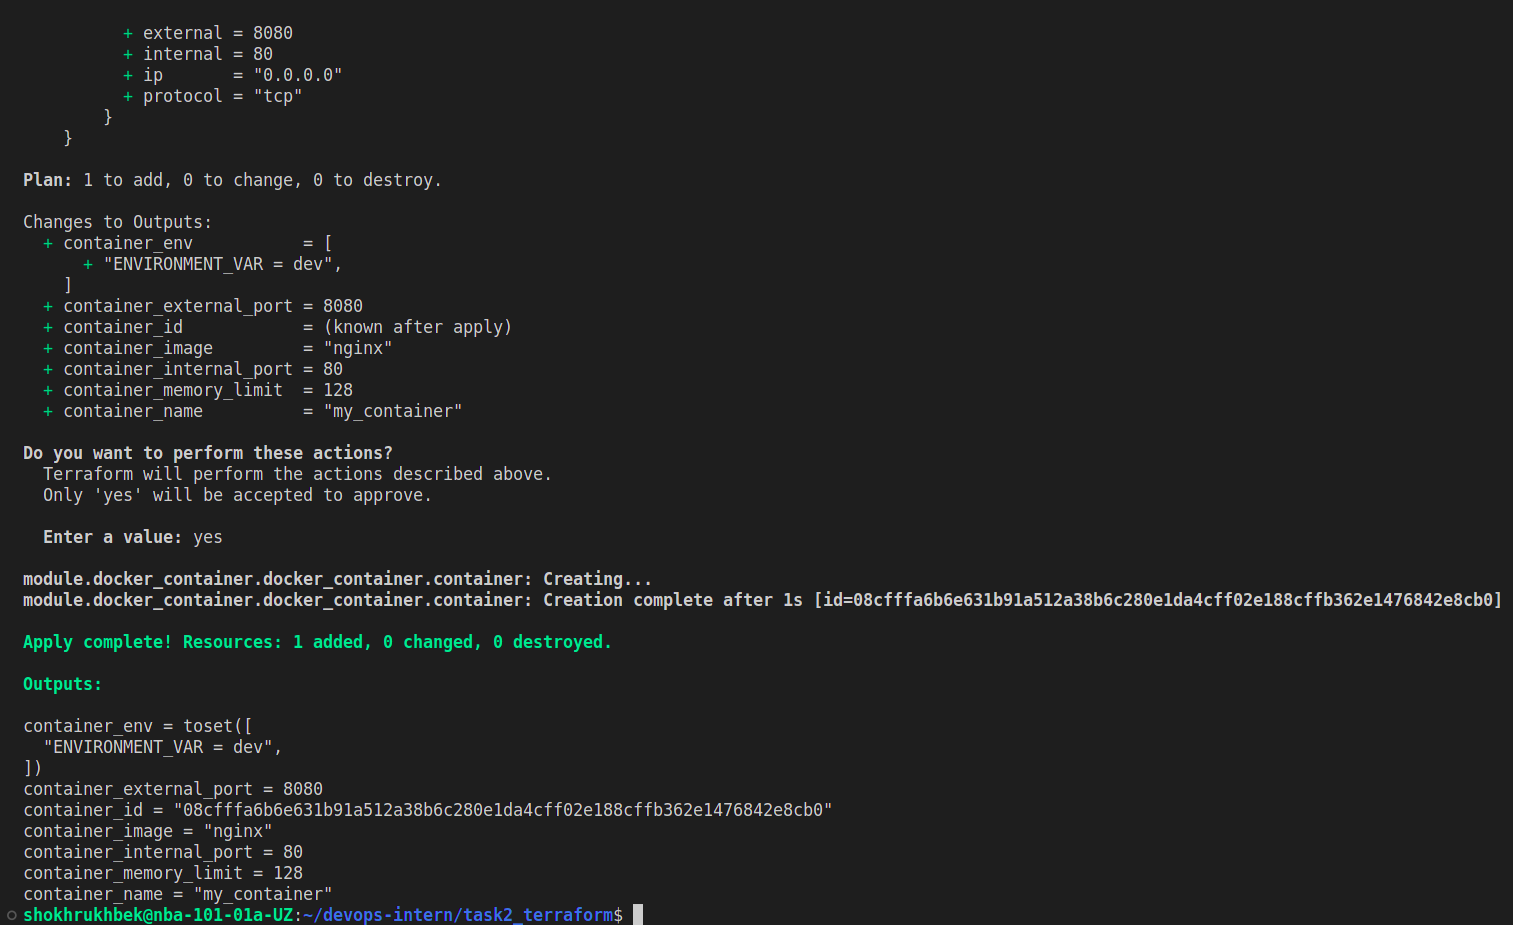 + external = 8080
+ internal = 80
+ ip       = "0.0.0.0"
+ protocol = "tcp"
}
}
Plan: 1 to add, 0 to change, 0 to destroy.
Changes to Outputs:
+ container_env           = [
+ "ENVIRONMENT_VAR = dev",
]
+ container_external_port = 8080
+ container_id            = (known after apply)
+ container_image         = "nginx"
+ container_internal_port = 80
+ container_memory_limit  = 128
+ container_name          = "my_container"
Do you want to perform these actions?
Terraform will perform the actions described above.
Only 'yes' will be accepted to approve.
Enter a value: yes
module.docker_container.docker_container.container: Creating...
module.docker_container.docker_container.container: Creation complete after 1s [id=08cfffa6b6e631b91a512a38b6c280e1da4cff02e188cffb362e1476842e8cb0]
Apply complete! Resources: 1 added, 0 changed, 0 destroyed.
Outputs:
container_env = toset([
"ENVIRONMENT_VAR = dev",
])
container_external_port = 8080
container_id = "08cfffa6b6e631b91a512a38b6c280e1da4cff02e188cffb362e1476842e8cb0"
container_image = "nginx"
container_internal_port = 80
container_memory_limit = 128
container_name = "my_container"
shokhrukhbek@nba-101-01a-UZ:~/devops-intern/task2_terraform$